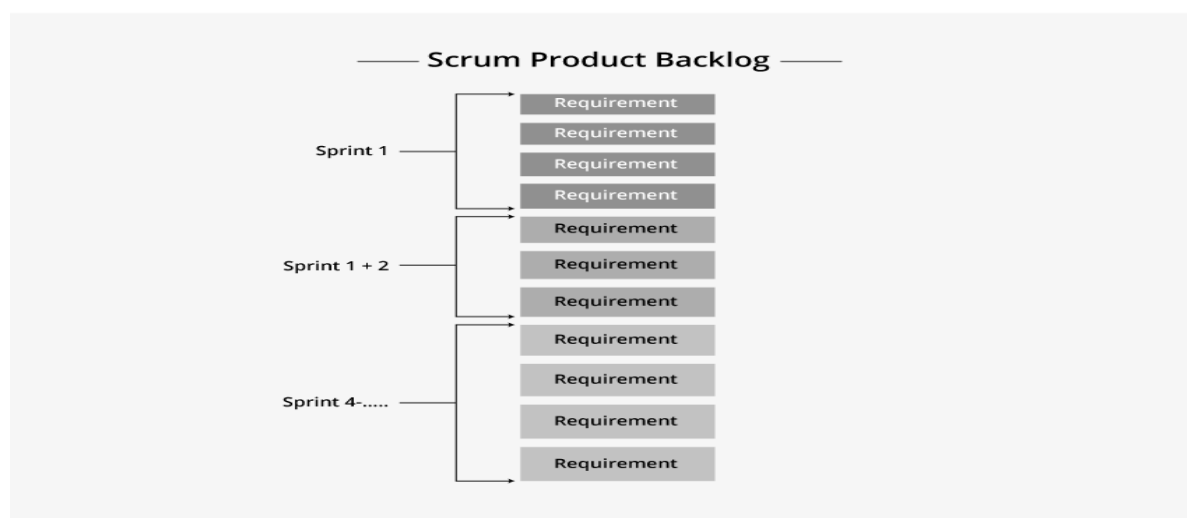 Scrum Product Backlog
Requirement
Requirement
Sprint 1
Requirement
Requirement
Requirement
Sprint 1 + 2
Requirement
Requirement
Requirement
Requirement
Sprint 4-.....
Requirement
Requirement